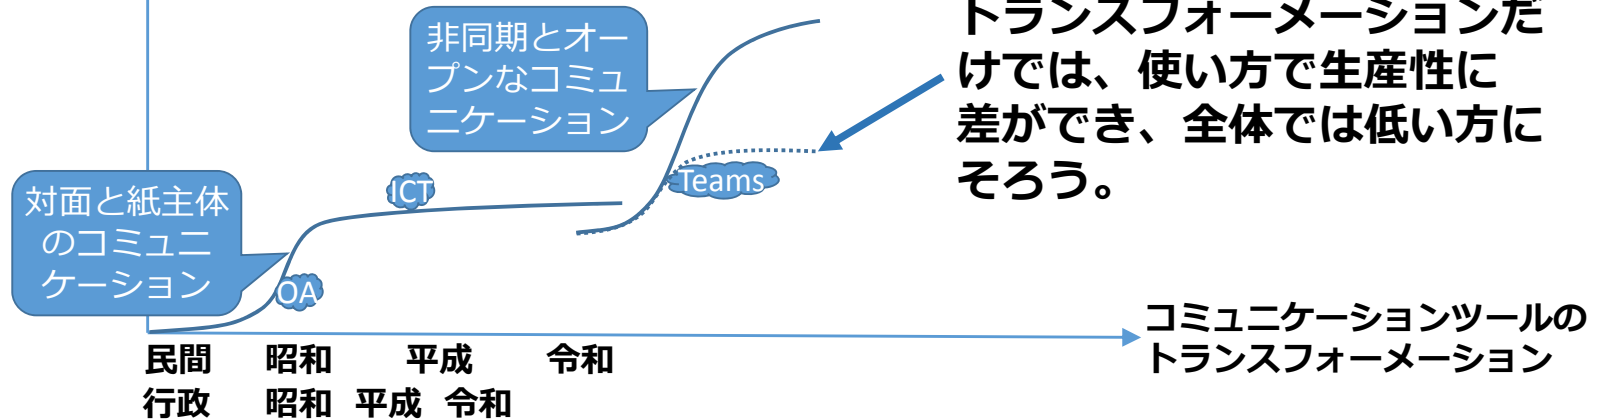 トランスフォーメーションだ
けでは、使い方で生産性に
差ができ、全体では低い方に
そろう。
非同期とオー
プンなコミュ
ニケーション
ICT
Teams
対面と紙主体
のコミュニ
ケーション
OA
コミュニケーションツールの
トランスフォーメーション
民間 昭和 平成 令和
行政 昭和 平成 令和